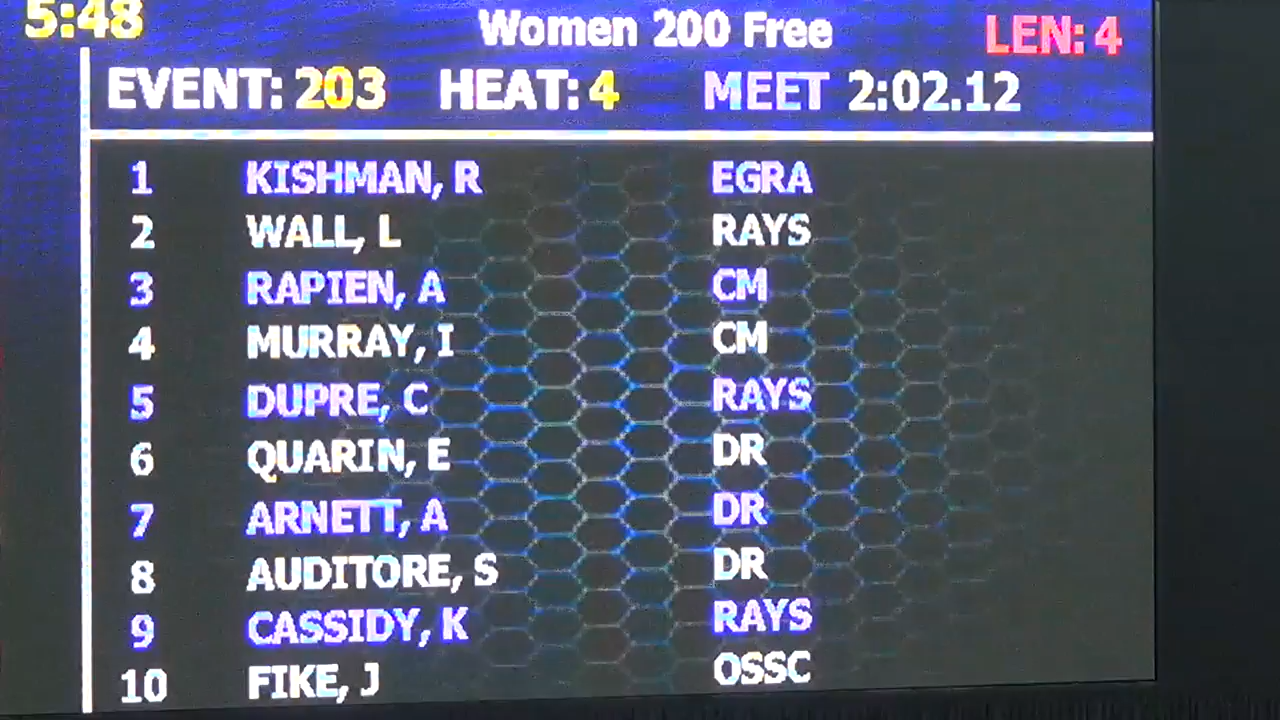 5:48
Women 200 Free LEN: 4
EVENT: 203 HEAT: 4 MEET 2:02.12
1 KISHMAN, R EGRA
2 WALL, L RAYS
3 RAPIEN, A CM
4 MURRAY, I CM
5 DUPRE, C RAYS
6 QUARIN, E DR
7 ARNETT, A DR
8 AUDITORE, S DR
9 CASSIDY, K RAYS
10 FIKE, J OSSC